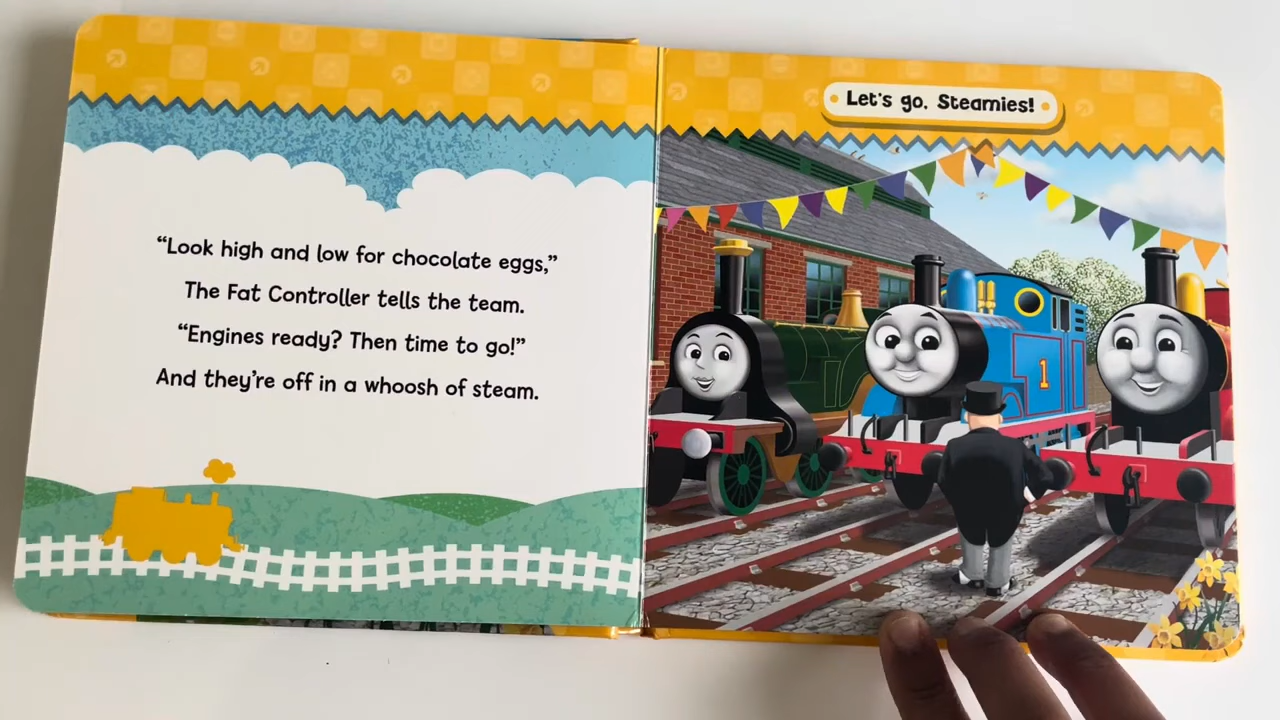 “Look high and low for chocolate eggs,”
The Fat Controller tells the team.
“Engines ready? Then time to go!”
And they’re off in a whoosh of steam.
Let’s go, Steamies!
1